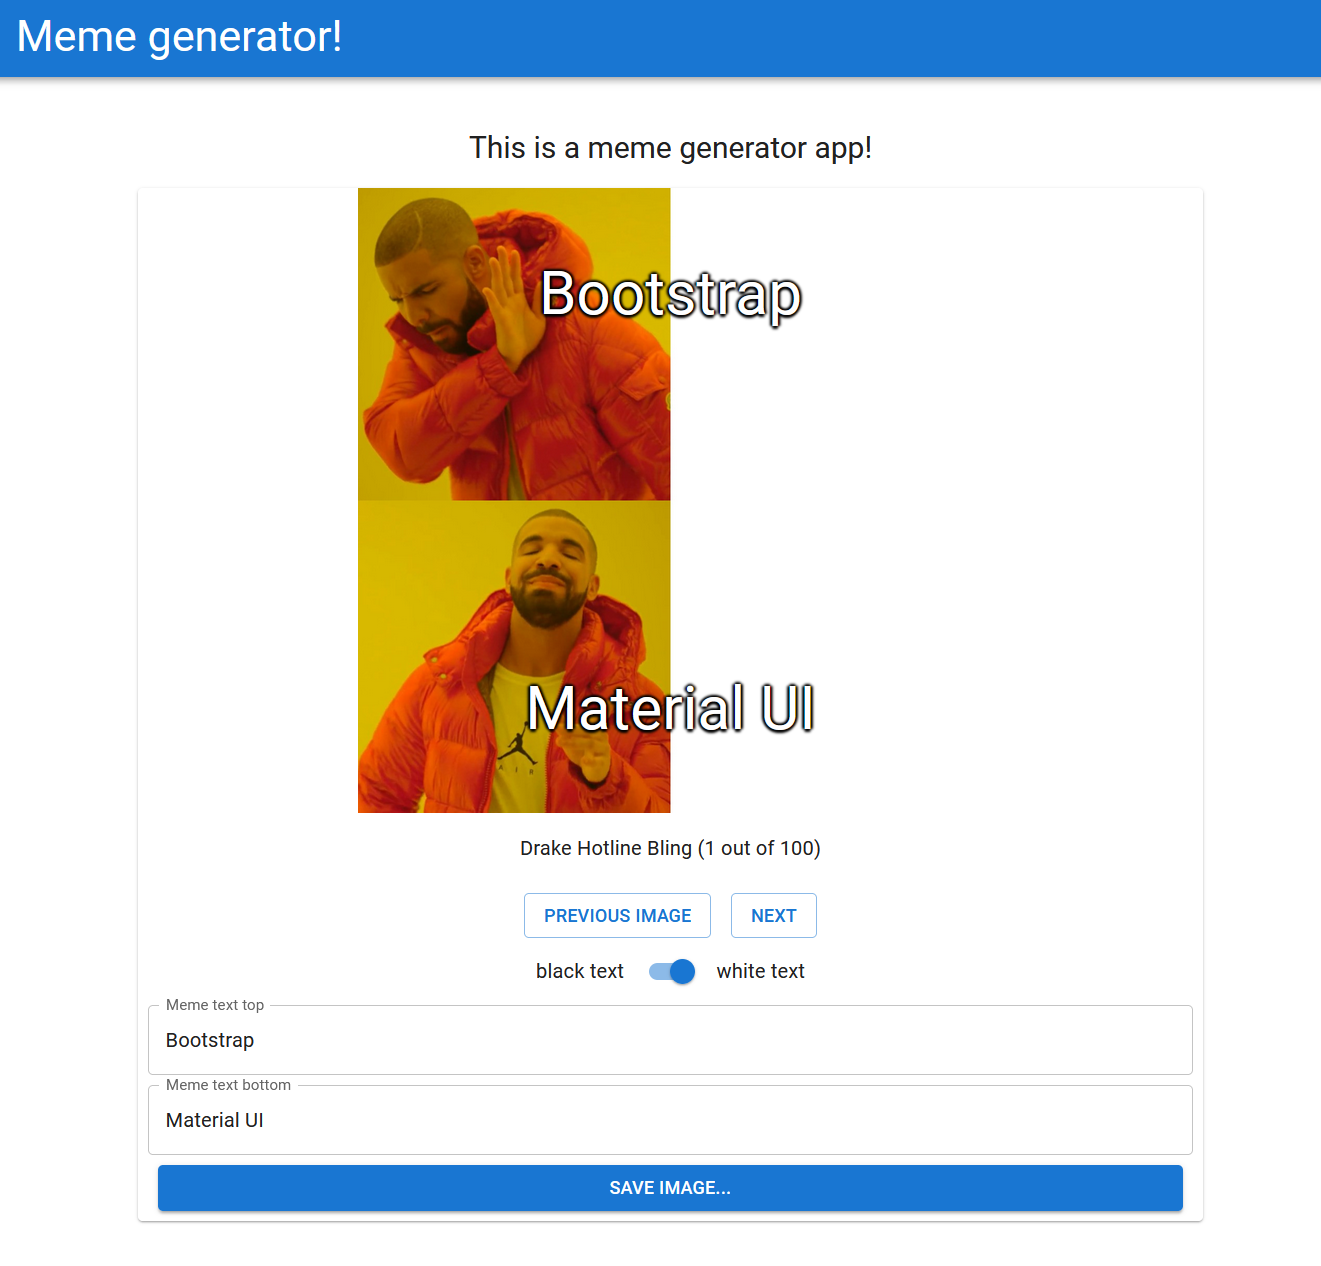 Meme generator!
This is a meme generator app!
Bootstrap
Material UI
AIR
Drake Hotline Bling (1 out of 100)
PREVIOUS IMAGE NEXT
black text white text
Meme text top
Bootstrap
Meme text bottom
Material UI
SAVE IMAGE...